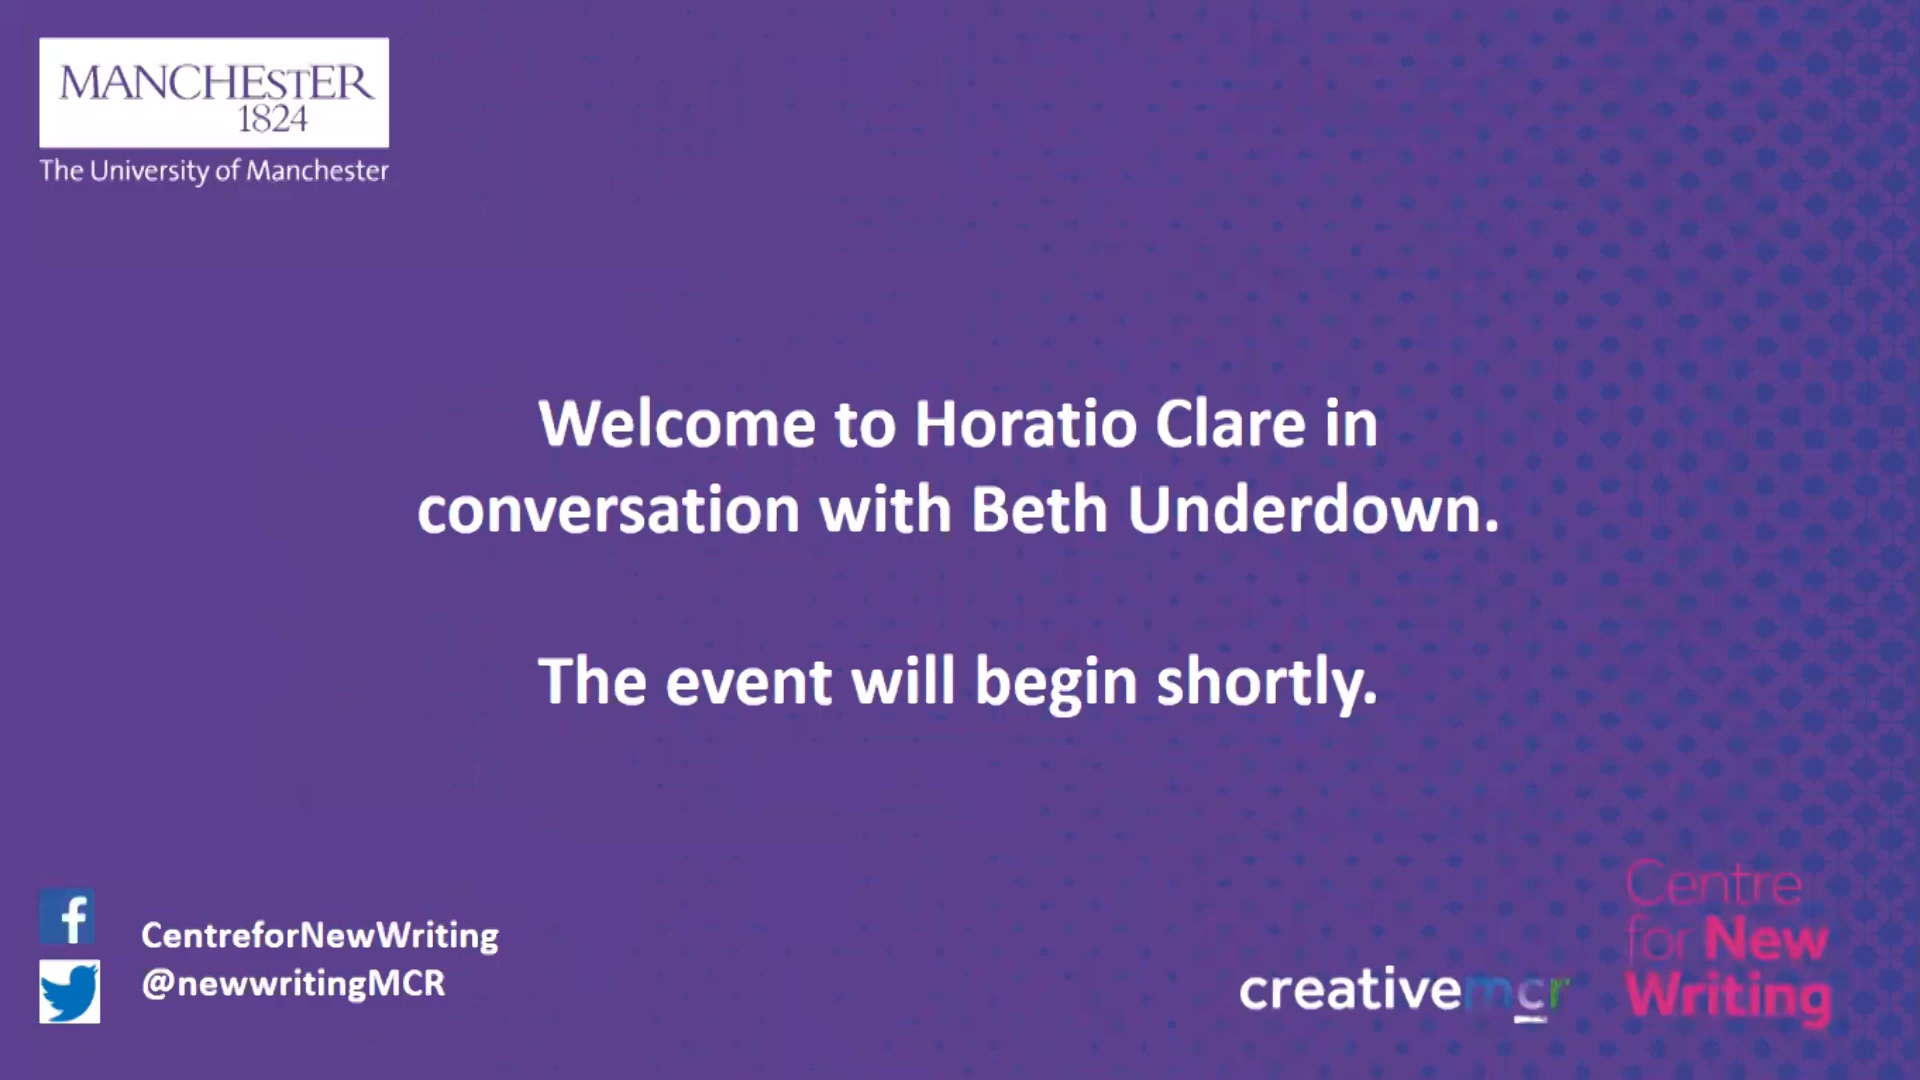 MANCHESTER
1824
The University of Manchester
Welcome to Horatio Clare in
conversation with Beth Underdown.
The event will begin shortly.
CentreforNewWriting
@newwritingMCR
creativemcr
Centre
for New
Writing